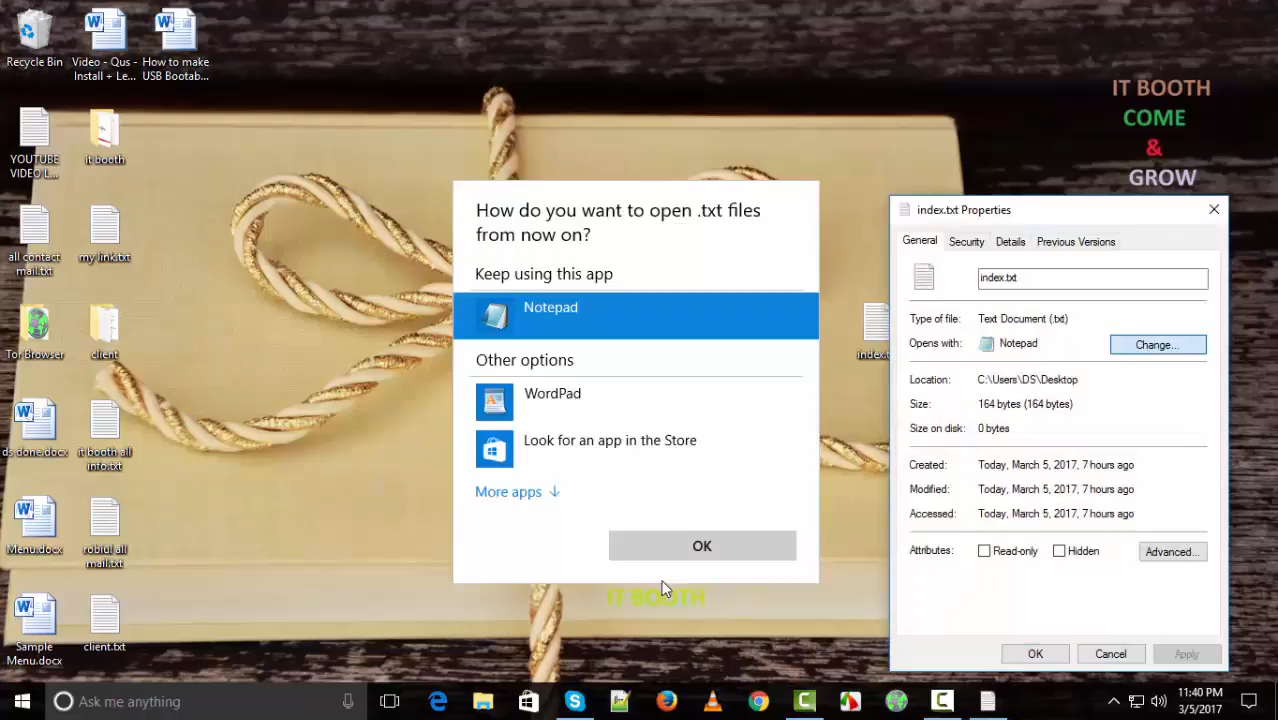 Recycle Bin
Video - Qus -
Install + Le...
How to make
USB Bootab...
YOUTUBE
VIDEO L...
it booth
all contact
mail.txt
my link.txt
Tor Browser
client
ds done.docx
it booth all
info.txt
Menu.docx
robiul all
mail.txt
Sample
Menu.docx
client.txt
IT BOOTH
COME
&
GROW
How do you want to open .txt files
from now on?
Keep using this app
Notepad
Other options
WordPad
Look for an app in the Store
More apps
OK
IT BOOTH
index.t
index.txt Properties
General Security Details Previous Versions
index.txt
Type of file: Text Document (.txt)
Opens with: Notepad Change...
Location: C:\Users\DS\Desktop
Size: 164 bytes (164 bytes)
Size on disk: 0 bytes
Created: Today, March 5, 2017, 7 hours ago
Modified: Today, March 5, 2017, 7 hours ago
Accessed: Today, March 5, 2017, 7 hours ago
Attributes: Read-only Hidden Advanced...
OK Cancel Apply
Ask me anything
11:40 PM
3/5/2017